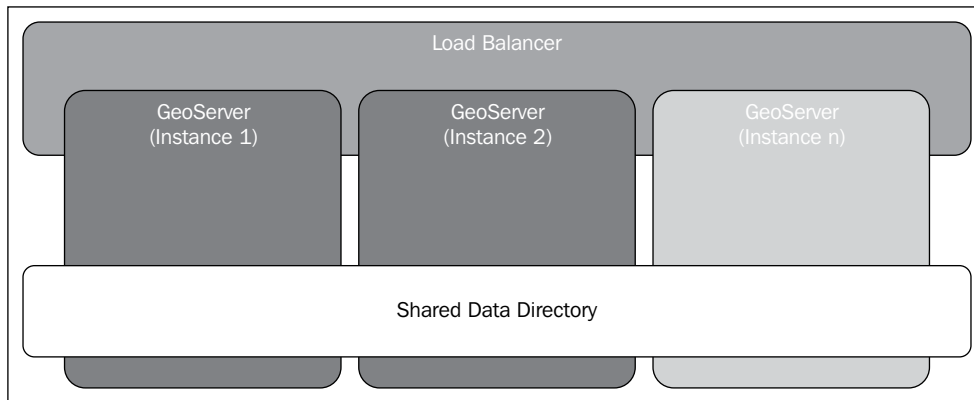 Load Balancer
GeoServer
(Instance 1)
GeoServer
(Instance 2)
GeoServer
(Instance n)
Shared Data Directory